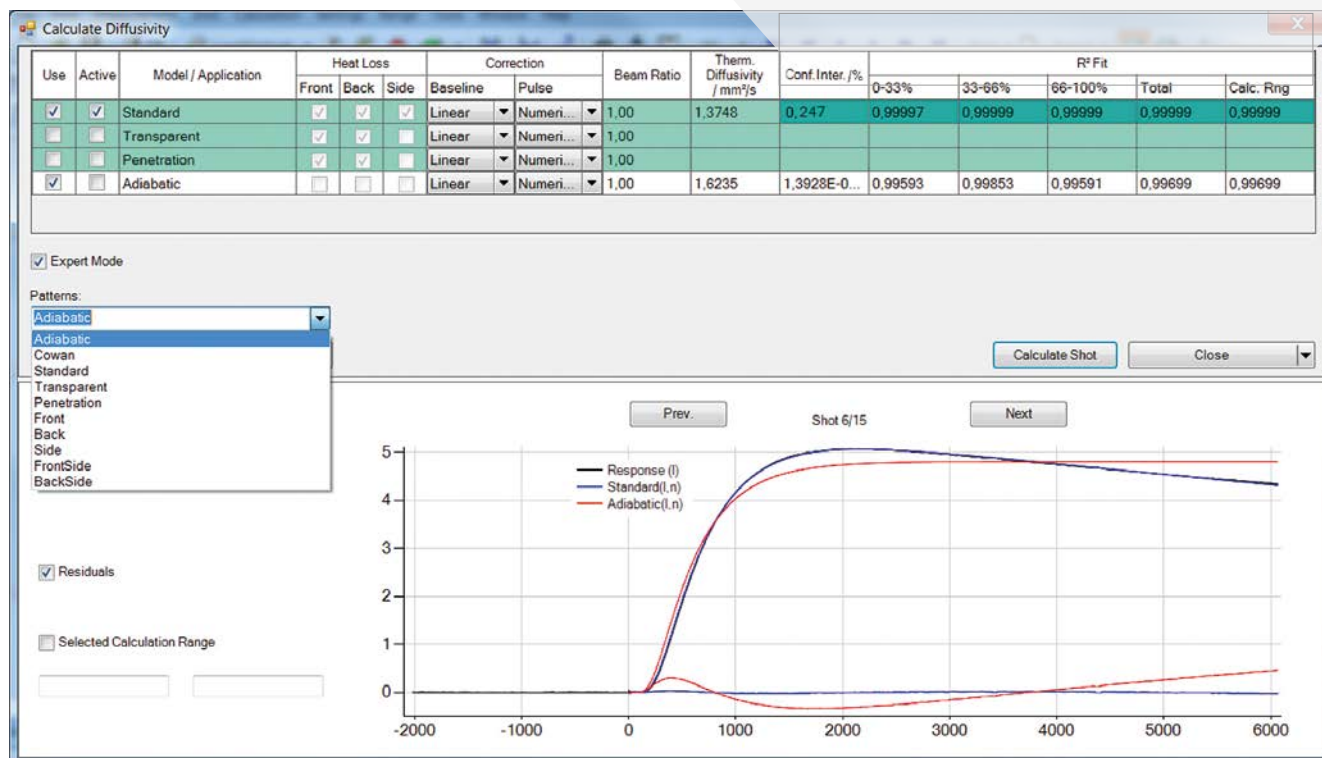 Calculate Diffusivity
Use Active Model / Application Heat Loss Correction Beam Ratio Therm. Diffusivity / mm²/s Conf.Inter. /% R² Fit
Front Back Side Baseline Pulse 0-33% 33-66% 66-100% Total Calc. Rng
Standard Linear Numeri... 1,00 1,3748 0,247 0,99997 0,99999 0,99999 0,99999 0,99999
Transparent Linear Numeri... 1,00
Penetration Linear Numeri... 1,00
Adiabatic Linear Numeri... 1,00 1,6235 1,3928E-0... 0,99593 0,99853 0,99591 0,99699 0,99699
Expert Mode
Patterns:
Adiabatic
Adiabatic
Cowan
Standard
Transparent
Penetration
Front
Back
Side
FrontSide
BackSide
Calculate Shot Close
Prev. Shot 6/15 Next
Response (l)
Standard(l,n)
Adiabatic(l,n)
Residuals
Selected Calculation Range
5
4
3
2
1
0
-2000 -1000 0 1000 2000 3000 4000 5000 6000